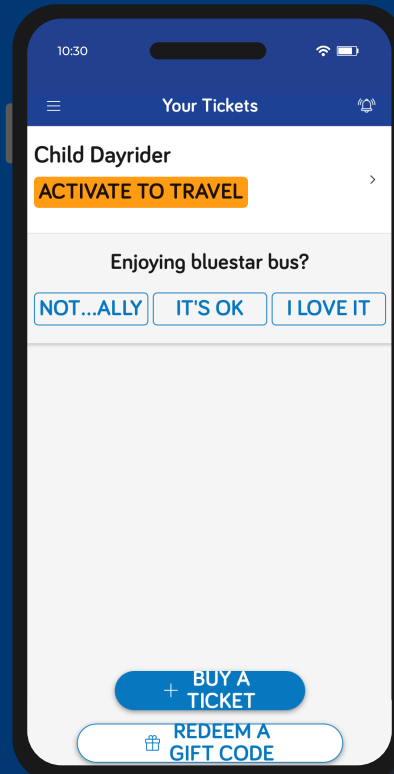 10:30
Your Tickets
Child Dayrider
ACTIVATE TO TRAVEL
Enjoying bluestar bus?
NOT...ALLY IT'S OK I LOVE IT
BUY A
TICKET
REDEEM A
GIFT CODE